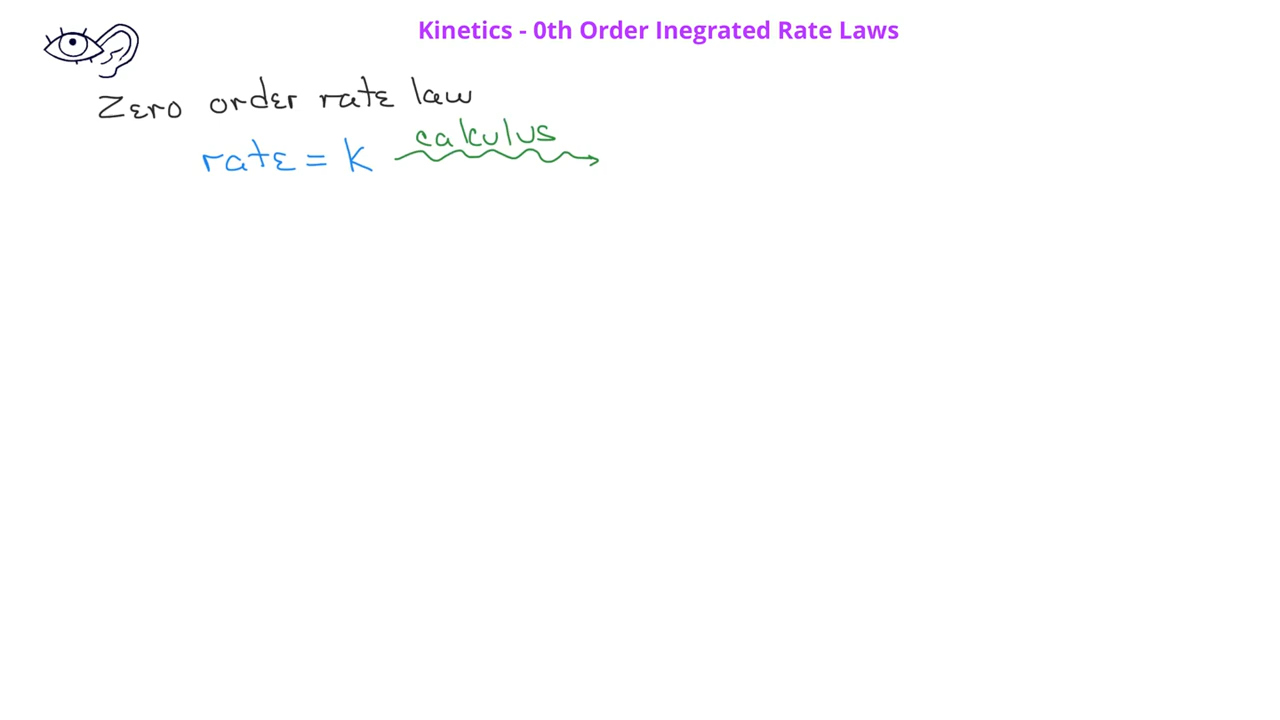 Kinetics - 0th Order Inegrated Rate Laws
Zero order rate law
rate = k calculus